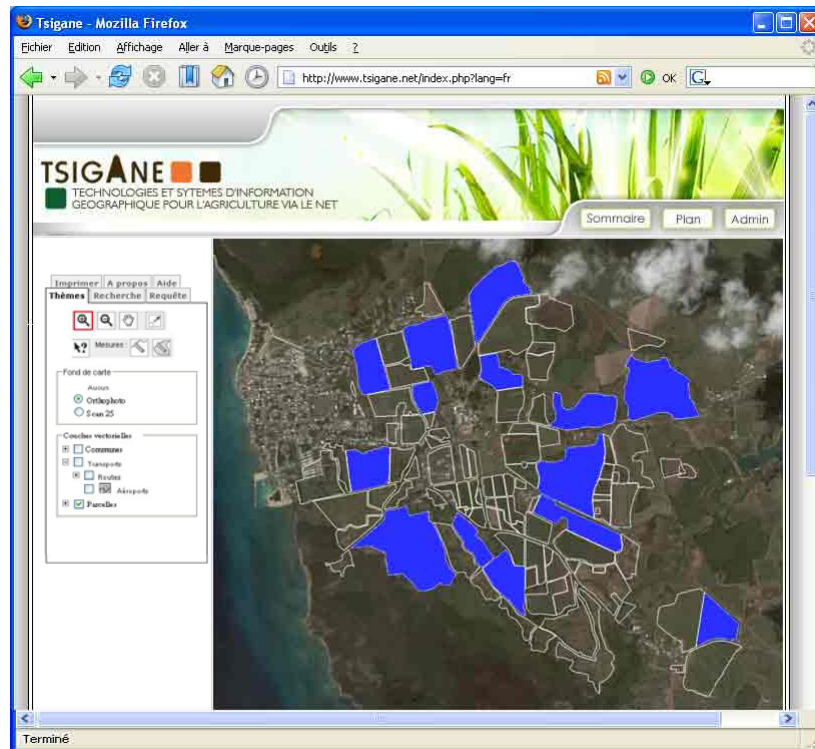 Tsigane - Mozilla Firefox
Fichier Edition Affichage Aller à Marque-pages Outils ?
http://www.tsigane.net/index.php?lang=fr OK G
TSIGANE
TECHNOLOGIES ET SYTEMES D'INFORMATION
GEOGRAPHIQUE POUR L'AGRICULTURE VIA LE NET
Sommaire Plan Admin
Imprimer A propos Aide
Thèmes Recherche Requête
? Mesures :
Fond de carte
Aucun
Orthophoto
Scan 25
Couches vectorielles
Communes
Transports
Routes
Aéroports
Parcelles
Terminé